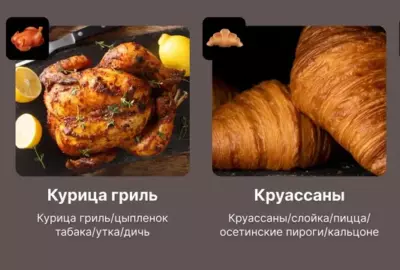 Курица гриль
Курица гриль/цыпленок
табака/утка/дичь
Круассаны
Круассаны/слойка/пицца/
осетинские пироги/кальцоне